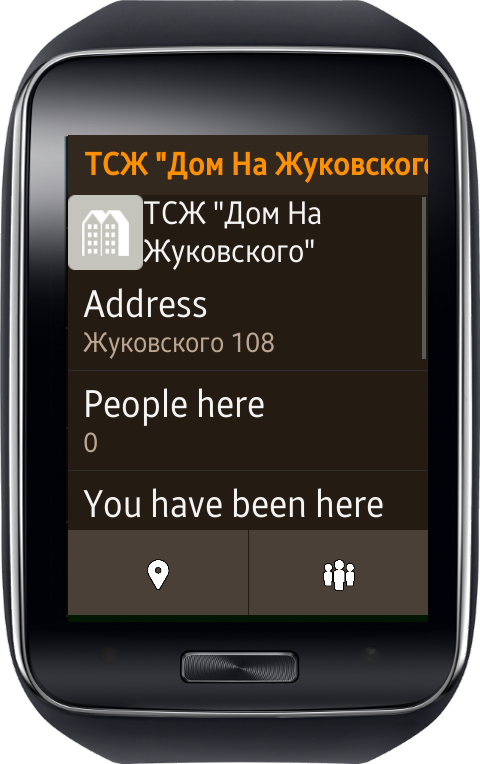 ТСЖ "Дом На Жуковского
ТСЖ "Дом На
Жуковского"
Address
Жуковского 108
People here
0
You have been here